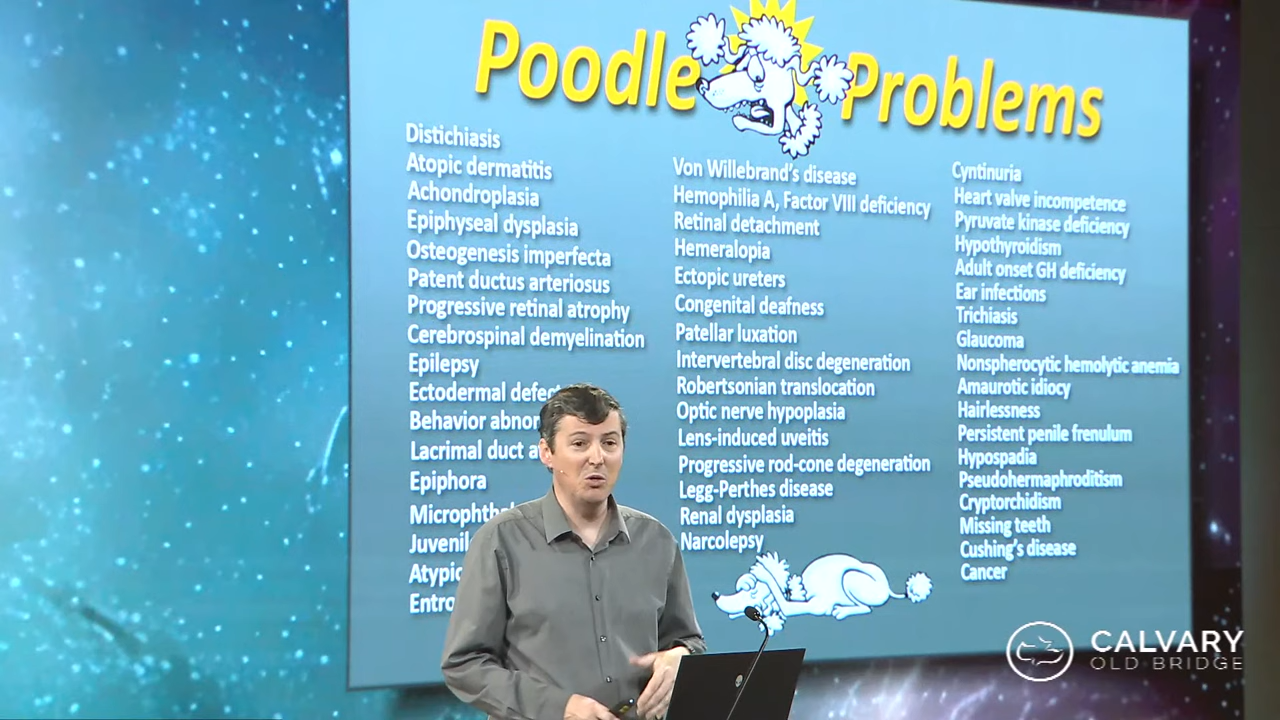 Poodle Problems
Distichiasis
Atopic dermatitis
Achondroplasia
Epiphyseal dysplasia
Osteogenesis imperfecta
Patent ductus arteriosus
Progressive retinal atrophy
Cerebrospinal demyelination
Epilepsy
Ectodermal
Behavior
Lacrimal duct
Epiphora
Von Willebrand's disease
Hemophilia A, Factor VIII deficiency
Retinal detachment
Hemeralopia
Ectopic ureters
Congenital deafness
Patellar luxation
Intervertebral disc degeneration
Robertsonian translocation
Optic nerve hypoplasia
Lens-induced uveitis
Progressive rod-cone degeneration
Legg-Perthes disease
Renal dysplasia
Narcolepsy
Cyntinuria
Heart valve incompetence
Pyruvate kinase deficiency
Hypothyroidism
Adult onset GH deficiency
Ear infections
Trichiasis
Glaucoma
Nonspherocytic hemolytic anemia
Amaurotic idiocy
Hairlessness
Persistent penile frenulum
Hypospadia
Pseudohermaphroditism
Cryptorchidism
Missing teeth
Cushing's disease
Cancer
CALVARY
OLD BRIDGE